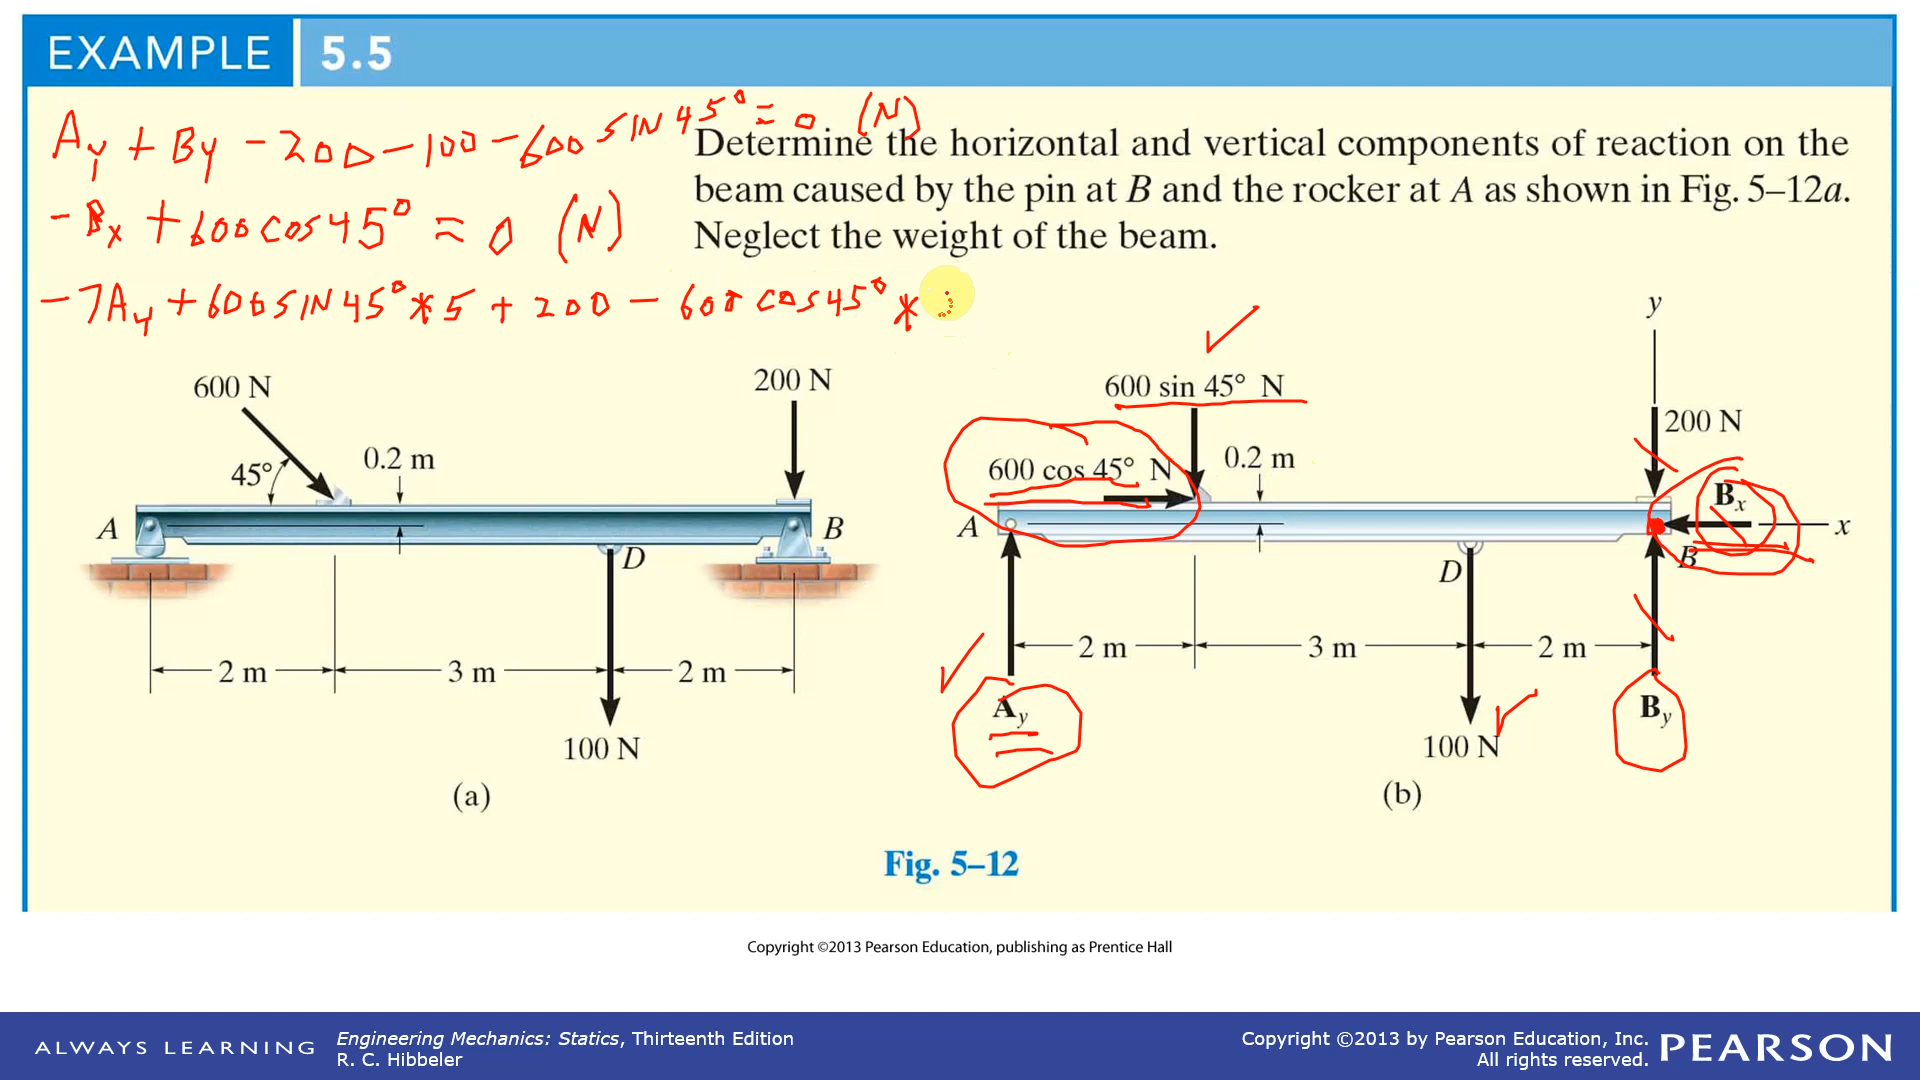 EXAMPLE 5.5
Ay + By - 200 - 100 - 600 SIN 45° = 0 (N)
-Bx + 600 cos 45° = 0 (N)
-7Ay + 600 SIN 45° * 5 + 200 - 600 cos 45° *
Determine the horizontal and vertical components of reaction on the
beam caused by the pin at B and the rocker at A as shown in Fig. 5–12a.
Neglect the weight of the beam.
600 N
200 N
45°
0.2 m
A
B
D
2 m
3 m
2 m
100 N
(a)
y
600 sin 45° N
200 N
600 cos 45° N
0.2 m
Bx
A
x
B
D
2 m
3 m
2 m
Ay
By
100 N
(b)
Fig. 5–12
Copyright ©2013 Pearson Education, publishing as Prentice Hall
ALWAYS LEARNING
Engineering Mechanics: Statics, Thirteenth Edition
R. C. Hibbeler
Copyright ©2013 by Pearson Education, Inc.
All rights reserved.
PEARSON